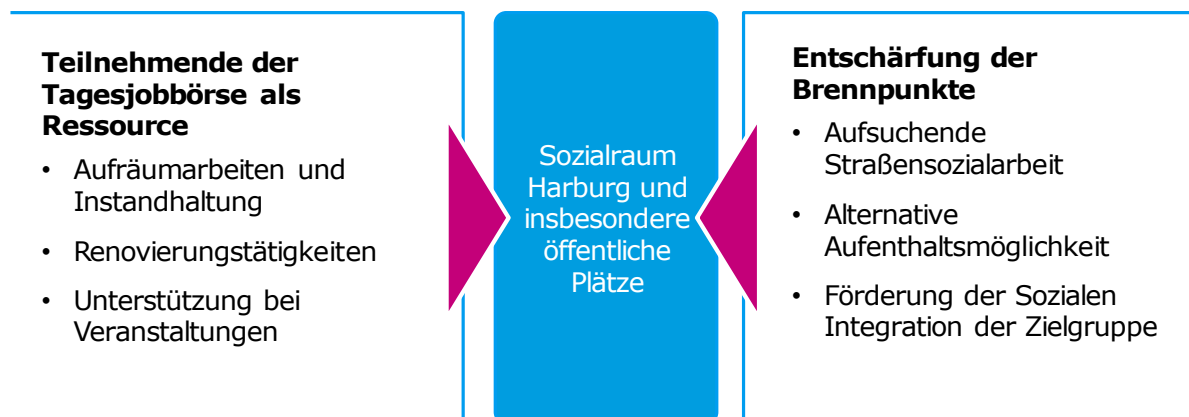 Teilnehmende der
Tagesjobbörse als
Ressource
• Aufräumarbeiten und
Instandhaltung
• Renovierungstätigkeiten
• Unterstützung bei
Veranstaltungen
Sozialraum
Harburg und
insbesondere
öffentliche
Plätze
Entschärfung der
Brennpunkte
• Aufsuchende
Straßensozialarbeit
• Alternative
Aufenthaltsmöglichkeit
• Förderung der Sozialen
Integration der Zielgruppe